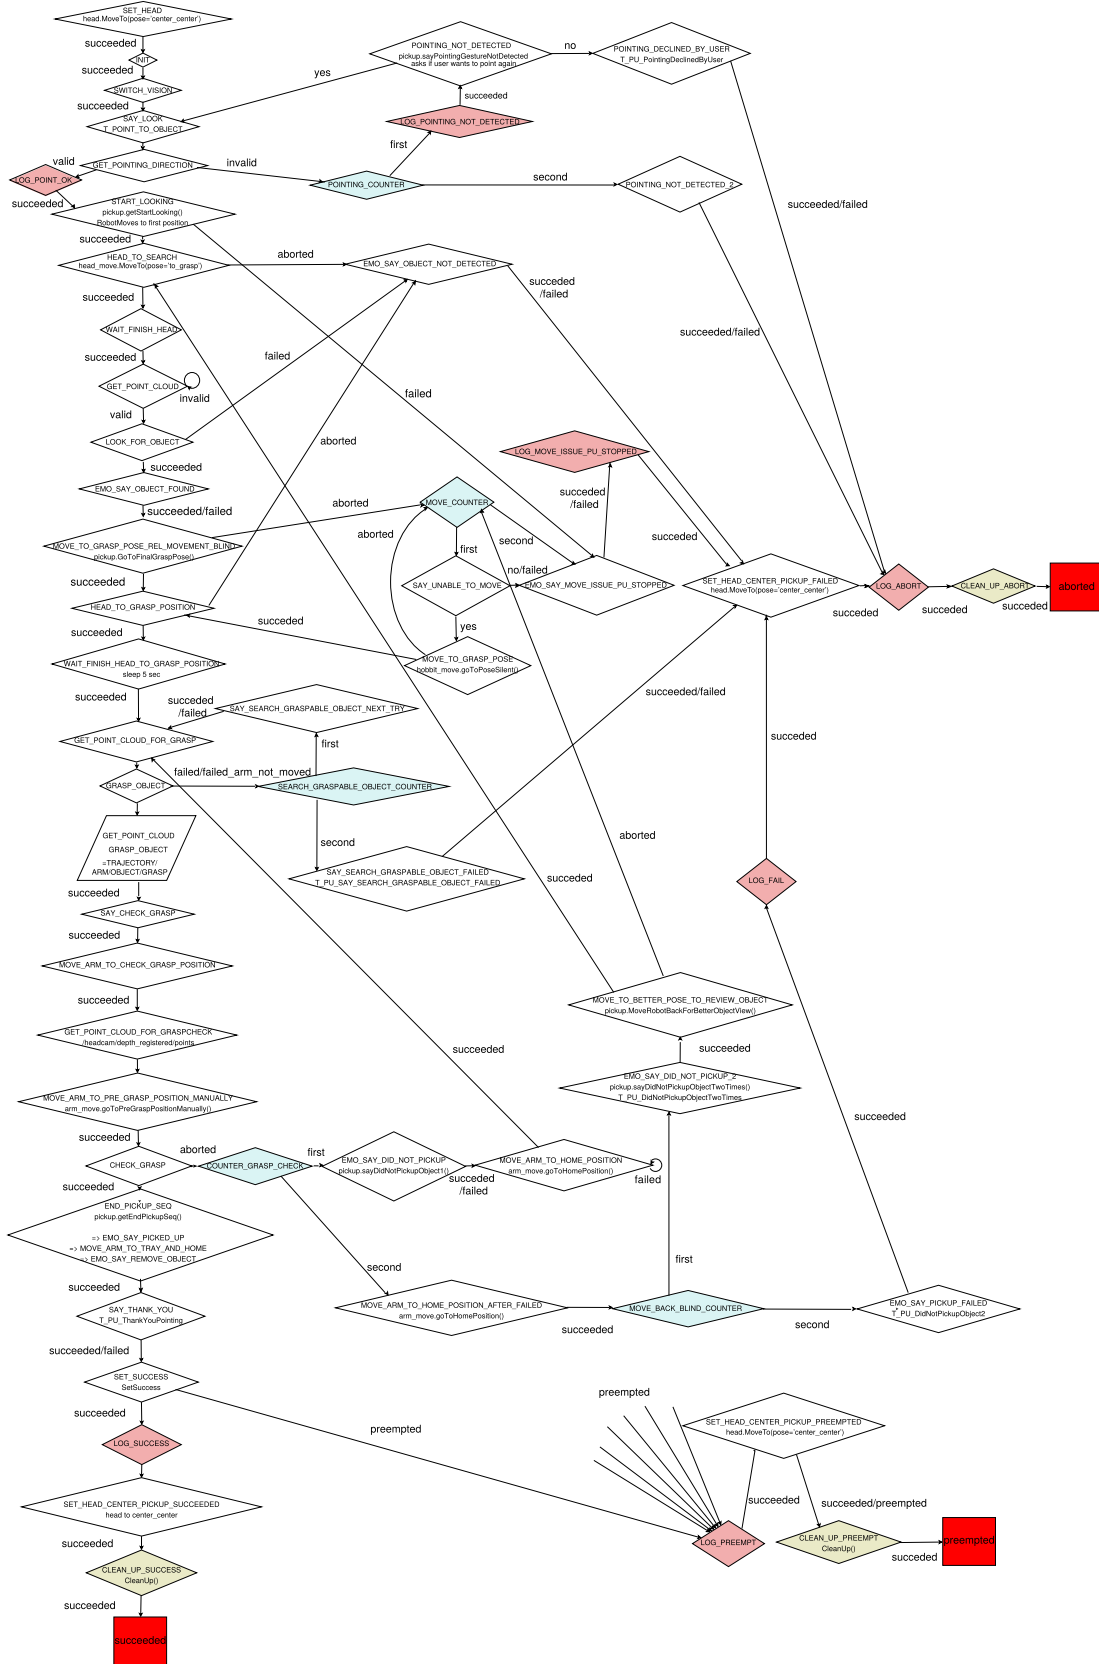 SET_HEAD
head.MoveTo(pose='center_center')
succeeded
INIT
succeeded
SWITCH_VISION
succeeded
SAY_LOOK
T_POINT_TO_OBJECT
POINTING_NOT_DETECTED
pickup.sayPointingGestureNotDetected
asks if user wants to point again
no
POINTING_DECLINED_BY_USER
T_PU_PointingDeclinedByUser
yes
succeeded
LOG_POINTING_NOT_DETECTED
first
valid
GET_POINTING_DIRECTION
invalid
LOG_POINT_OK
POINTING_COUNTER
second
POINTING_NOT_DETECTED_2
succeeded/failed
succeeded
START_LOOKING
pickup.getStartLooking()
RobotMoves to first position
succeeded
HEAD_TO_SEARCH
head_move.MoveTo(pose='to_grasp')
aborted
EMO_SAY_OBJECT_NOT_DETECTED
succeeded
/failed
succeeded
WAIT_FINISH_HEAD
succeeded/failed
succeeded
failed
GET_POINT_CLOUD
invalid
failed
valid
LOOK_FOR_OBJECT
aborted
succeeded
LOG_MOVE_ISSUE_PU_STOPPED
EMO_SAY_OBJECT_FOUND
succeeded/failed
aborted
MOVE_COUNTER
succeded
/failed
MOVE_TO_GRASP_POSE_REL_MOVEMENT_BLIND
pickup.GoToFinalGraspPose()
aborted
second
succeded
first
succeeded
SAY_UNABLE_TO_MOVE
no/failed
EMO_SAY_MOVE_ISSUE_PU_STOPPED
SET_HEAD_CENTER_PICKUP_FAILED
head.MoveTo(pose='center_center')
succeded
LOG_ABORT
succeeded
CLEAN_UP_ABORT
succeeded
aborted
HEAD_TO_GRASP_POSITION
succeded
yes
succeeded
WAIT_FINISH_HEAD_TO_GRASP_POSITION
sleep 5 sec
MOVE_TO_GRASP_POSE
hobbit_move.goToPoseSilent()
succeeded/failed
succeeded
succeded
/failed
SAY_SEARCH_GRASPABLE_OBJECT_NEXT_TRY
GET_POINT_CLOUD_FOR_GRASP
first
succeded
failed/failed_arm_not_moved
GRASP_OBJECT
SEARCH_GRASPABLE_OBJECT_COUNTER
GET_POINT_CLOUD
GRASP_OBJECT
=TRAJECTORY/
ARM/OBJECT/GRASP
second
aborted
SAY_SEARCH_GRASPABLE_OBJECT_FAILED
T_PU_SAY_SEARCH_GRASPABLE_OBJECT_FAILED
succeded
LOG_FAIL
succeeded
SAY_CHECK_GRASP
succeeded
MOVE_ARM_TO_CHECK_GRASP_POSITION
succeeded
MOVE_TO_BETTER_POSE_TO_REVIEW_OBJECT
pickup.MoveRobotBackForBetterObjectView()
GET_POINT_CLOUD_FOR_GRASPCHECK
/headcam/depth_registered/points
succeeded
succeeded
succeeded
EMO_SAY_DID_NOT_PICKUP_2
pickup.sayDidNotPickupObjectTwoTimes()
T_PU_DidNotPickupObjectTwoTimes
MOVE_ARM_TO_PRE_GRASP_POSITION_MANUALLY
arm_move.goToPreGraspPositionManually()
succeeded
succeeded
aborted
first
CHECK_GRASP
COUNTER_GRASP_CHECK
EMO_SAY_DID_NOT_PICKUP
pickup.sayDidNotPickupObject1()
succeded
/failed
MOVE_ARM_TO_HOME_POSITION
arm_move.goToHomePosition()
failed
succeeded
END_PICKUP_SEQ
pickup.getEndPickupSeq()
=> EMO_SAY_PICKED_UP
=> MOVE_ARM_TO_TRAY_AND_HOME
=> EMO_SAY_REMOVE_OBJECT
second
first
succeeded
SAY_THANK_YOU
T_PU_ThankYouPointing
MOVE_ARM_TO_HOME_POSITION_AFTER_FAILED
arm_move.goToHomePosition()
succeeded
MOVE_BACK_BLIND_COUNTER
second
EMO_SAY_PICKUP_FAILED
T_PU_DidNotPickupObject2
succeeded/failed
SET_SUCCESS
SetSuccess
succeeded
preempted
preempted
SET_HEAD_CENTER_PICKUP_PREEMPTED
head.MoveTo(pose='center_center')
LOG_SUCCESS
succeeded
succeeded/preempted
SET_HEAD_CENTER_PICKUP_SUCCEEDED
head to center_center
LOG_PREEMPT
CLEAN_UP_PREEMPT
CleanUp()
succeded
preempted
succeeded
CLEAN_UP_SUCCESS
CleanUp()
succeeded
succeeded